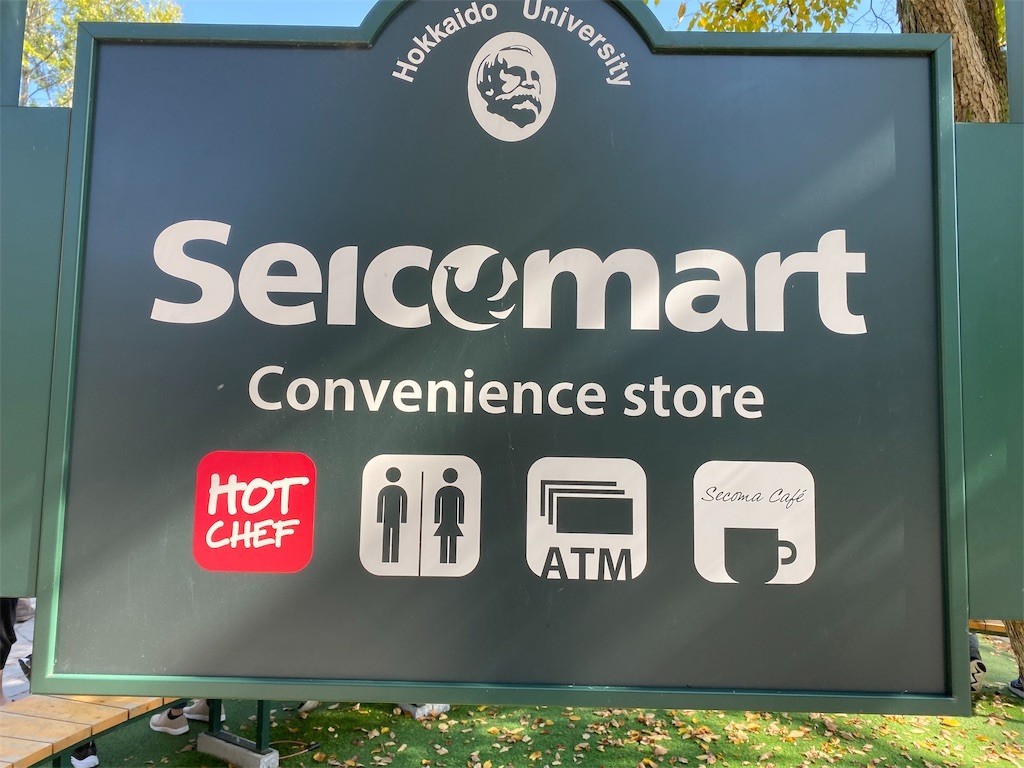 Hokkaido University
Seicomart
Convenience store
HOT
CHEF
ATM
Secoma Café